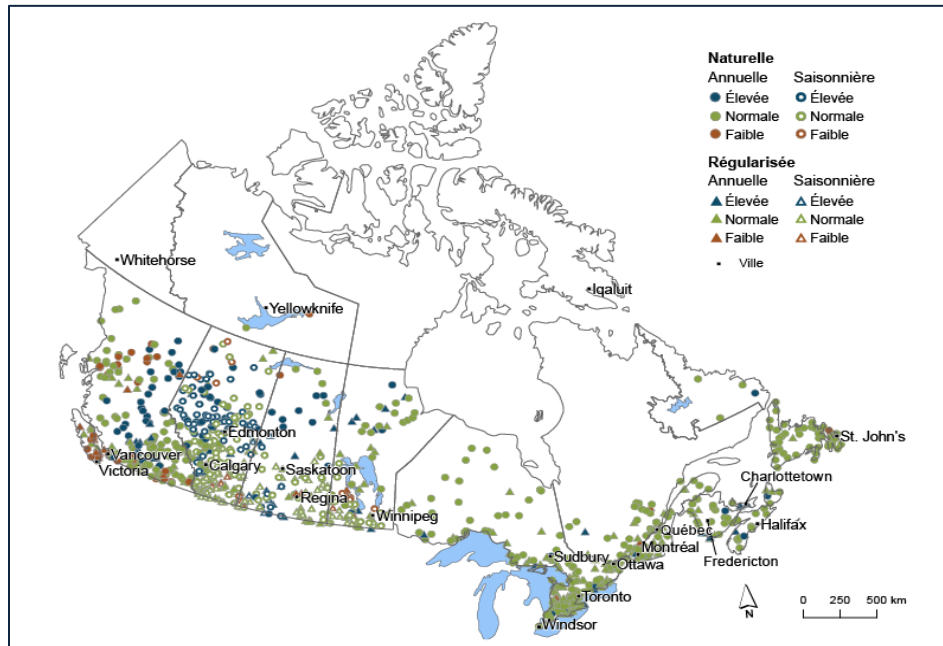 Naturelle
Annuelle Saisonnière
Élevée Élevée
Normale Normale
Faible Faible
Régularisée
Annuelle Saisonnière
Élevée Élevée
Normale Normale
Faible Faible
Ville
Whitehorse
Iqaluit
Yellowknife
Edmonton
St. John's
Vancouver
Calgary
Saskatoon
Victoria
Charlottetown
Regina
Winnipeg
Québec
Halifax
Montréal
Sudbury
Ottawa
Fredericton
Toronto
Windsor
N
0 250 500 km